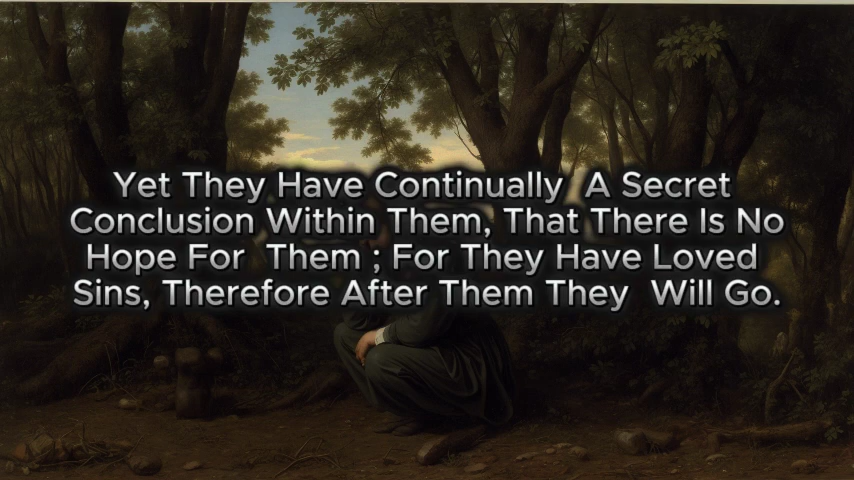 Yet They Have Continually  A Secret
Conclusion Within Them, That There Is No
Hope For  Them ; For They Have Loved
Sins, Therefore After Them They  Will Go.